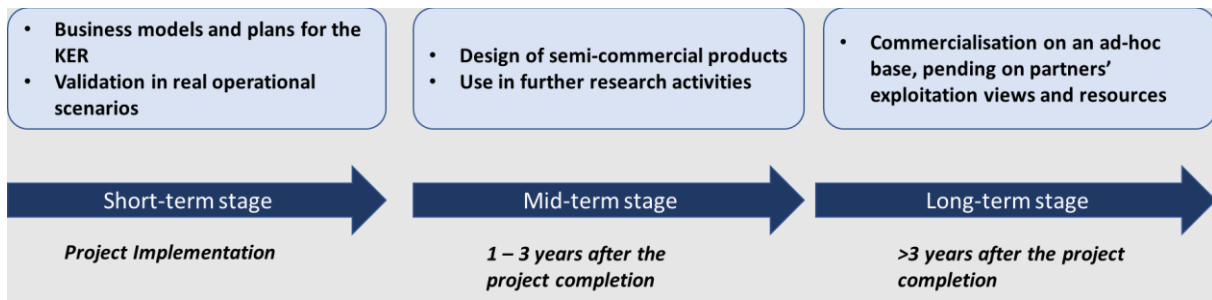 • Business models and plans for the
KER
• Validation in real operational
scenarios
• Design of semi-commercial products
• Use in further research activities
• Commercialisation on an ad-hoc
base, pending on partners'
exploitation views and resources
Short-term stage
Mid-term stage
Long-term stage
Project Implementation
1 – 3 years after the
project completion
>3 years after the project
completion